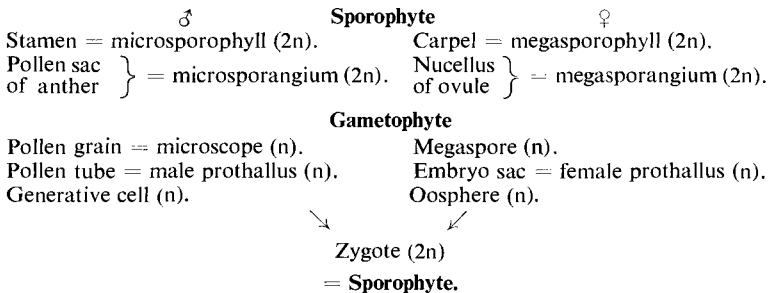 ♂ Sporophyte ♀
Stamen = microsporophyll (2n). Carpel = megasporophyll (2n).
Pollen sac of anther } = microsporangium (2n). Nucellus of ovule } = megasporangium (2n).
Gametophyte
Pollen grain = microscope (n). Megaspore (n).
Pollen tube = male prothallus (n). Embryo sac = female prothallus (n).
Generative cell (n). Oosphere (n).
↘ ↙
Zygote (2n)
= Sporophyte.